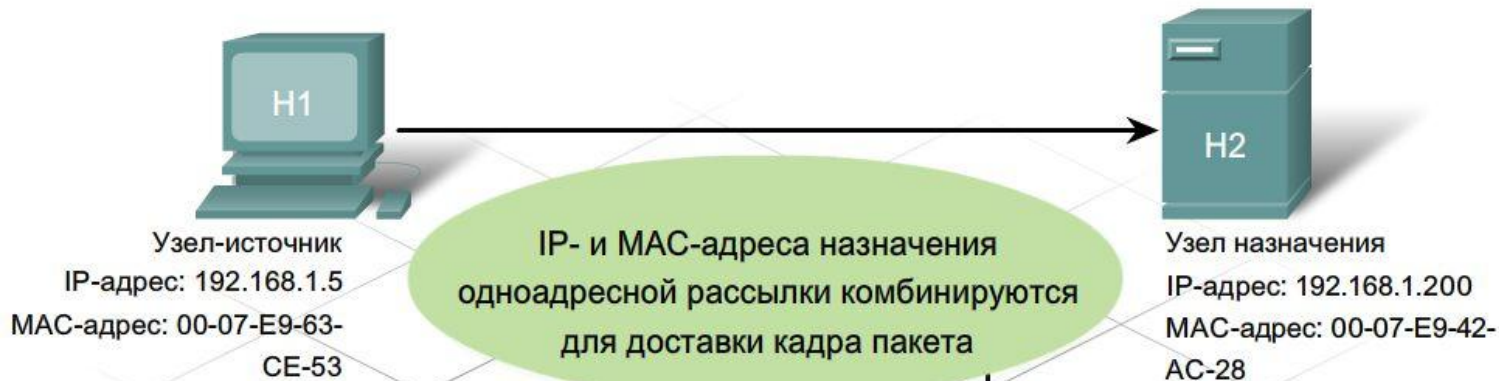 H1
H2
Узел-источник
IP-адрес: 192.168.1.5
MAC-адрес: 00-07-E9-63-
CE-53
IP- и MAC-адреса назначения
одноадресной рассылки комбинируются
для доставки кадра пакета
Узел назначения
IP-адрес: 192.168.1.200
MAC-адрес: 00-07-E9-42-
AC-28